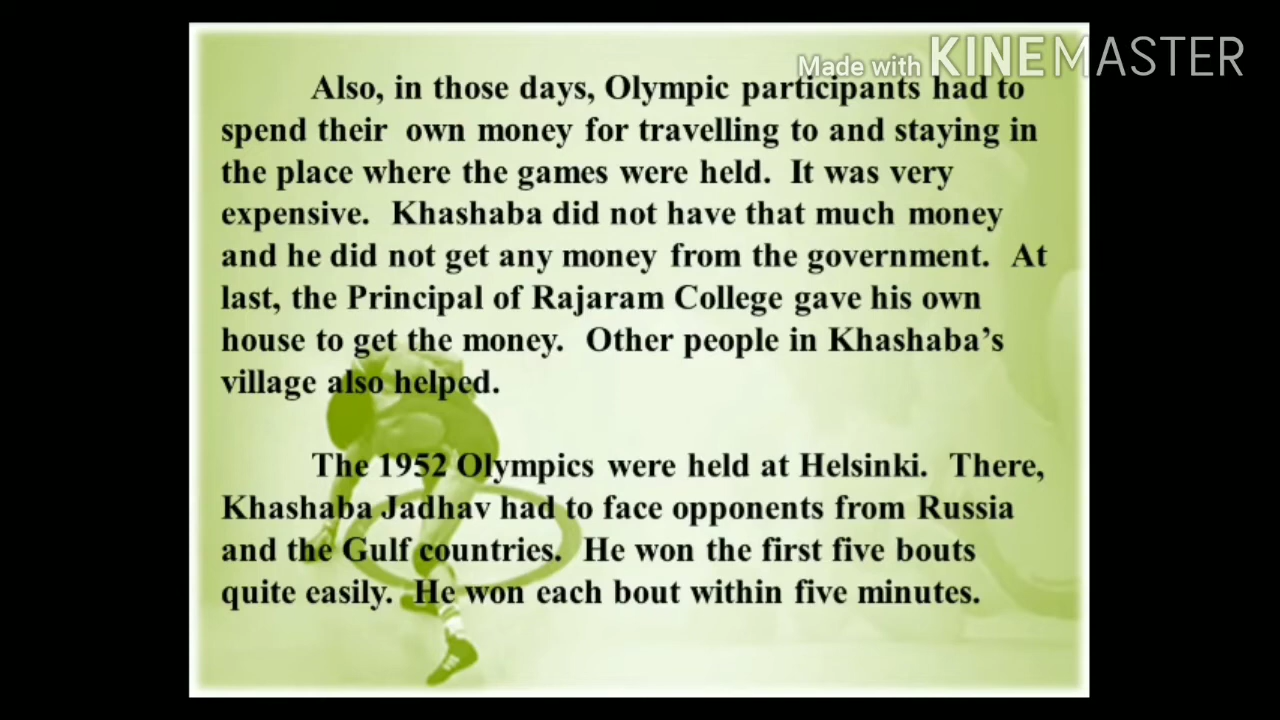 Made with KINEMASTER
Also, in those days, Olympic participants had to
spend their own money for travelling to and staying in
the place where the games were held. It was very
expensive. Khashaba did not have that much money
and he did not get any money from the government. At
last, the Principal of Rajaram College gave his own
house to get the money. Other people in Khashaba’s
village also helped.
The 1952 Olympics were held at Helsinki. There,
Khashaba Jadhav had to face opponents from Russia
and the Gulf countries. He won the first five bouts
quite easily. He won each bout within five minutes.